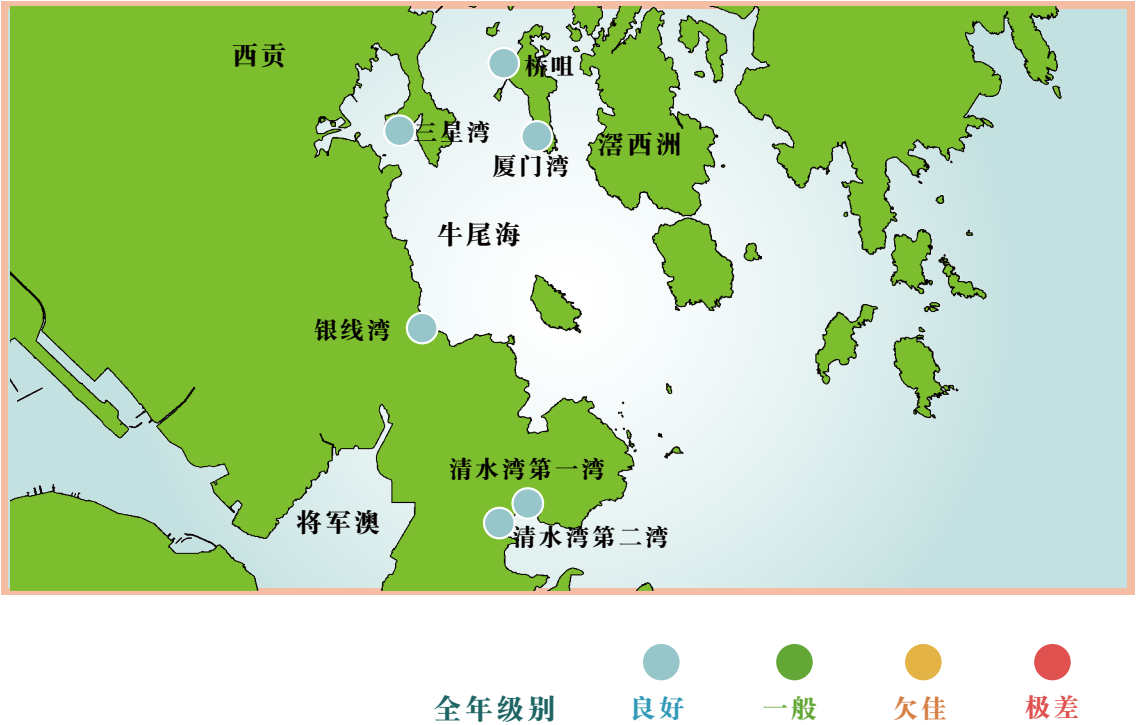 西贡
桥咀
三星湾
滘西洲
厦门湾
牛尾海
银线湾
清水湾第一湾
将军澳
清水湾第二湾
全年级别
良好
一般
欠佳
极差